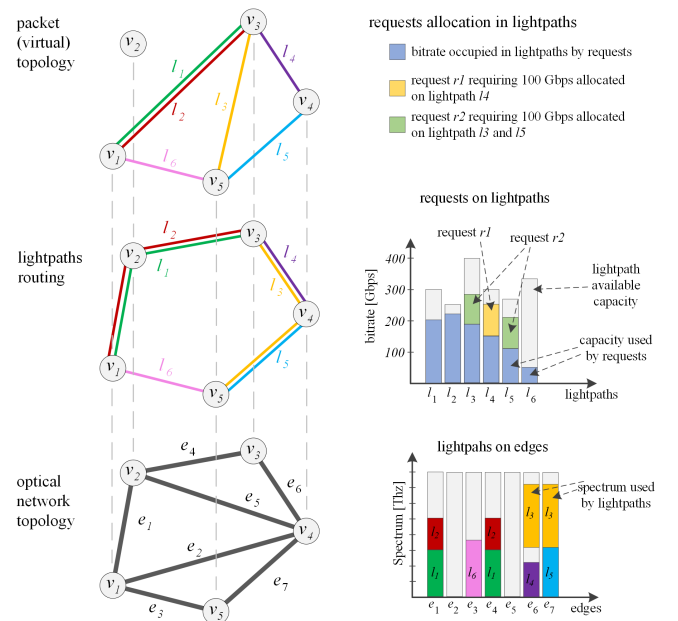 packet
(virtual)
topology
v2
v3
l1
l2
l3
l4
v4
v1
l6
v5
l5
lightpaths
routing
v2
l2
l1
v3
l4
l3
v4
v1
l6
v5
l5
optical
network
topology
v2
e4
v3
e6
e5
e1
e2
v4
v1
e3
v5
e7
requests allocation in lightpaths
bitrate occupied in lightpaths by requests
request r1 requiring 100 Gbps allocated
on lightpath l4
request r2 requiring 100 Gbps allocated
on lightpath l3 and l5
requests on lightpaths
request r1
request r2
bitrate [Gbps]
400
300
200
100
lightpath
available
capacity
capacity used
by requests
l1 l2 l3 l4 l5 l6
lightpaths
lightpahs on edges
Spectrum [Thz]
spectrum used
by lightpaths
l2 l2 l3 l3
l1 l6 l1 l4 l5
e1 e2 e3 e4 e5 e6 e7
edges